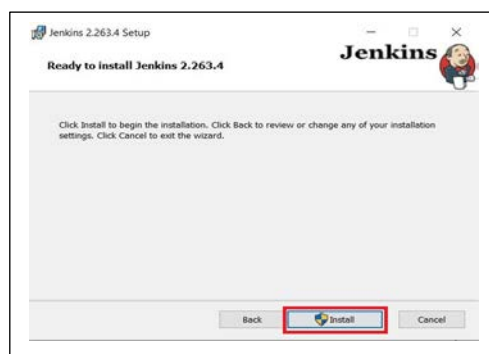 Jenkins 2.263.4 Setup
Jenkins
Ready to install Jenkins 2.263.4
Click Install to begin the installation. Click Back to review or change any of your installation
settings. Click Cancel to exit the wizard.
Back Install Cancel